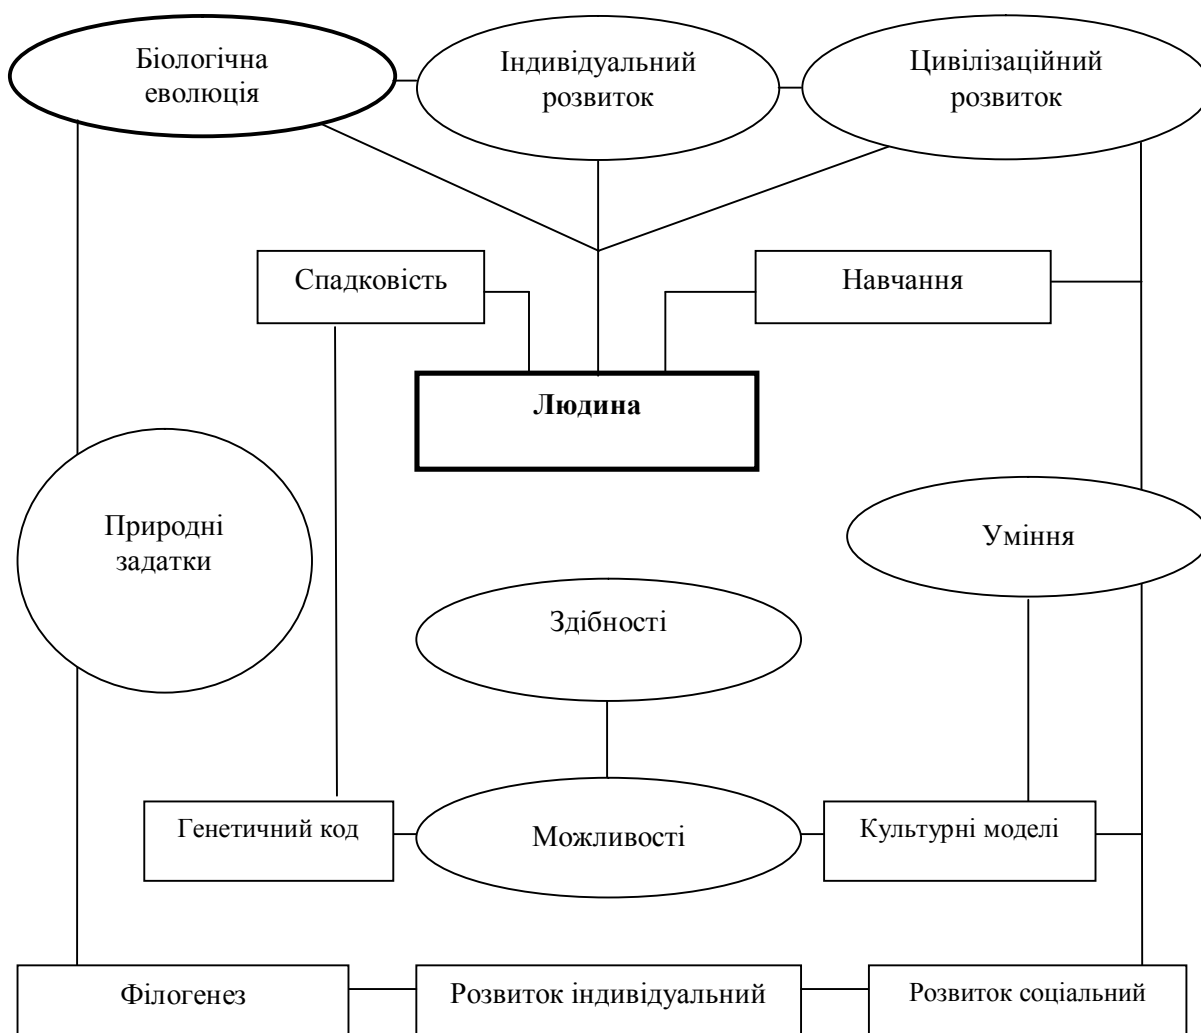 Біологічна
еволюція
Індивідуальний
розвиток
Цивілізаційний
розвиток
Спадковість
Навчання
Людина
Природні
задатки
Уміння
Здібності
Генетичний код
Можливості
Культурні моделі
Філогенез
Розвиток індивідуальний
Розвиток соціальний